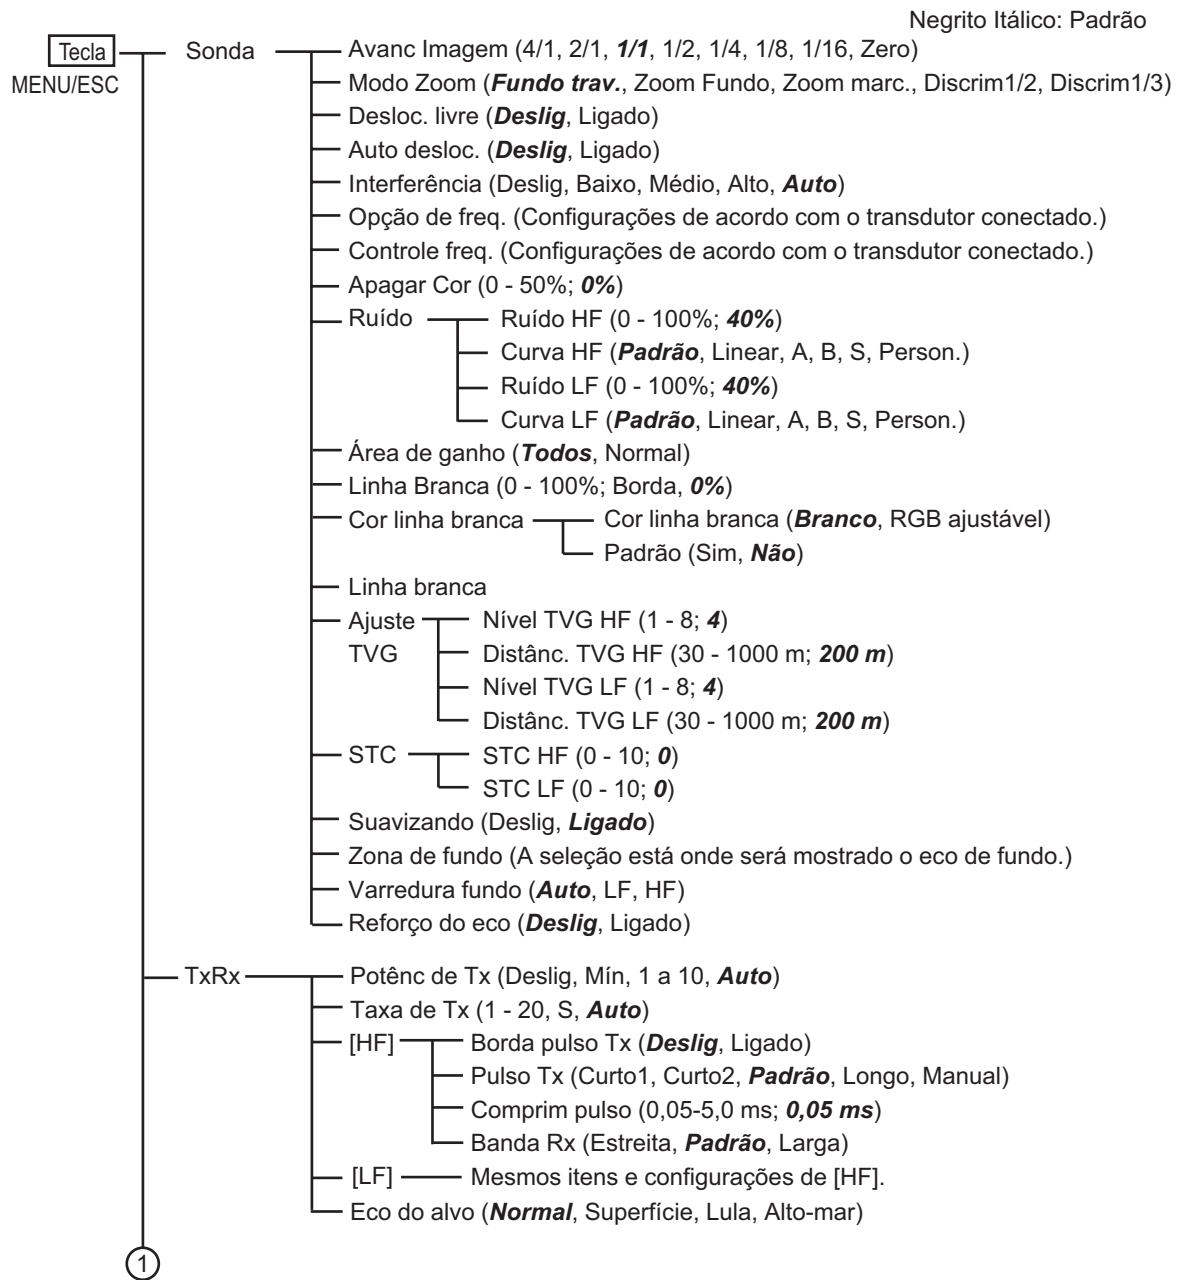 Negrito Itálico: Padrão
Tecla
MENU/ESC
Sonda
Avanc Imagem (4/1, 2/1, 1/1, 1/2, 1/4, 1/8, 1/16, Zero)
Modo Zoom (Fundo trav., Zoom Fundo, Zoom marc., Discrim1/2, Discrim1/3)
Desloc. livre (Deslig, Ligado)
Auto desloc. (Deslig, Ligado)
Interferência (Deslig, Baixo, Médio, Alto, Auto)
Opção de freq. (Configurações de acordo com o transdutor conectado.)
Controle freq. (Configurações de acordo com o transdutor conectado.)
Apagar Cor (0 - 50%; 0%)
Ruído
Ruído HF (0 - 100%; 40%)
Curva HF (Padrão, Linear, A, B, S, Person.)
Ruído LF (0 - 100%; 40%)
Curva LF (Padrão, Linear, A, B, S, Person.)
Área de ganho (Todos, Normal)
Linha Branca (0 - 100%; Borda, 0%)
Cor linha branca
Cor linha branca (Branco, RGB ajustável)
Padrão (Sim, Não)
Linha branca
Ajuste
TVG
Nível TVG HF (1 - 8; 4)
Distânc. TVG HF (30 - 1000 m; 200 m)
Nível TVG LF (1 - 8; 4)
Distânc. TVG LF (30 - 1000 m; 200 m)
STC
STC HF (0 - 10; 0)
STC LF (0 - 10; 0)
Suavizando (Deslig, Ligado)
Zona de fundo (A seleção está onde será mostrado o eco de fundo.)
Varredura fundo (Auto, LF, HF)
Reforço do eco (Deslig, Ligado)
TxRx
Potênc de Tx (Deslig, Mín, 1 a 10, Auto)
Taxa de Tx (1 - 20, S, Auto)
[HF]
Borda pulso Tx (Deslig, Ligado)
Pulso Tx (Curto1, Curto2, Padrão, Longo, Manual)
Comprim pulso (0,05-5,0 ms; 0,05 ms)
Banda Rx (Estreita, Padrão, Larga)
[LF]
Mesmos itens e configurações de [HF].
Eco do alvo (Normal, Superfície, Lula, Alto-mar)
1